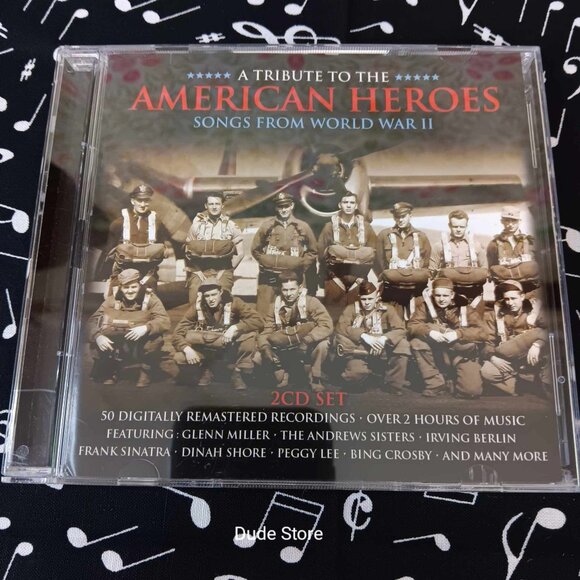 ★★★★★ A TRIBUTE TO THE ★★★★★
AMERICAN HEROES
SONGS FROM WORLD WAR II
2CD SET
50 DIGITALLY REMASTERED RECORDINGS · OVER 2 HOURS OF MUSIC
FEATURING : GLENN MILLER · THE ANDREWS SISTERS · IRVING BERLIN
FRANK SINATRA · DINAH SHORE · PEGGY LEE · BING CROSBY · AND MANY MORE
Dude Store